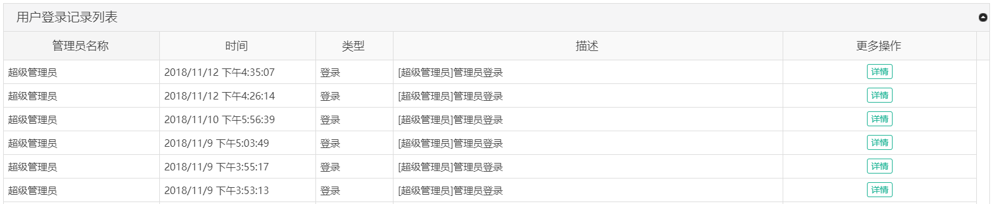 用户登录记录列表
管理员名称 时间 类型 描述 更多操作
超级管理员 2018/11/12 下午4:35:07 登录 [超级管理员]管理员登录 详情
超级管理员 2018/11/12 下午4:26:14 登录 [超级管理员]管理员登录 详情
超级管理员 2018/11/10 下午5:56:39 登录 [超级管理员]管理员登录 详情
超级管理员 2018/11/9 下午5:03:49 登录 [超级管理员]管理员登录 详情
超级管理员 2018/11/9 下午3:55:17 登录 [超级管理员]管理员登录 详情
超级管理员 2018/11/9 下午3:53:13 登录 [超级管理员]管理员登录 详情